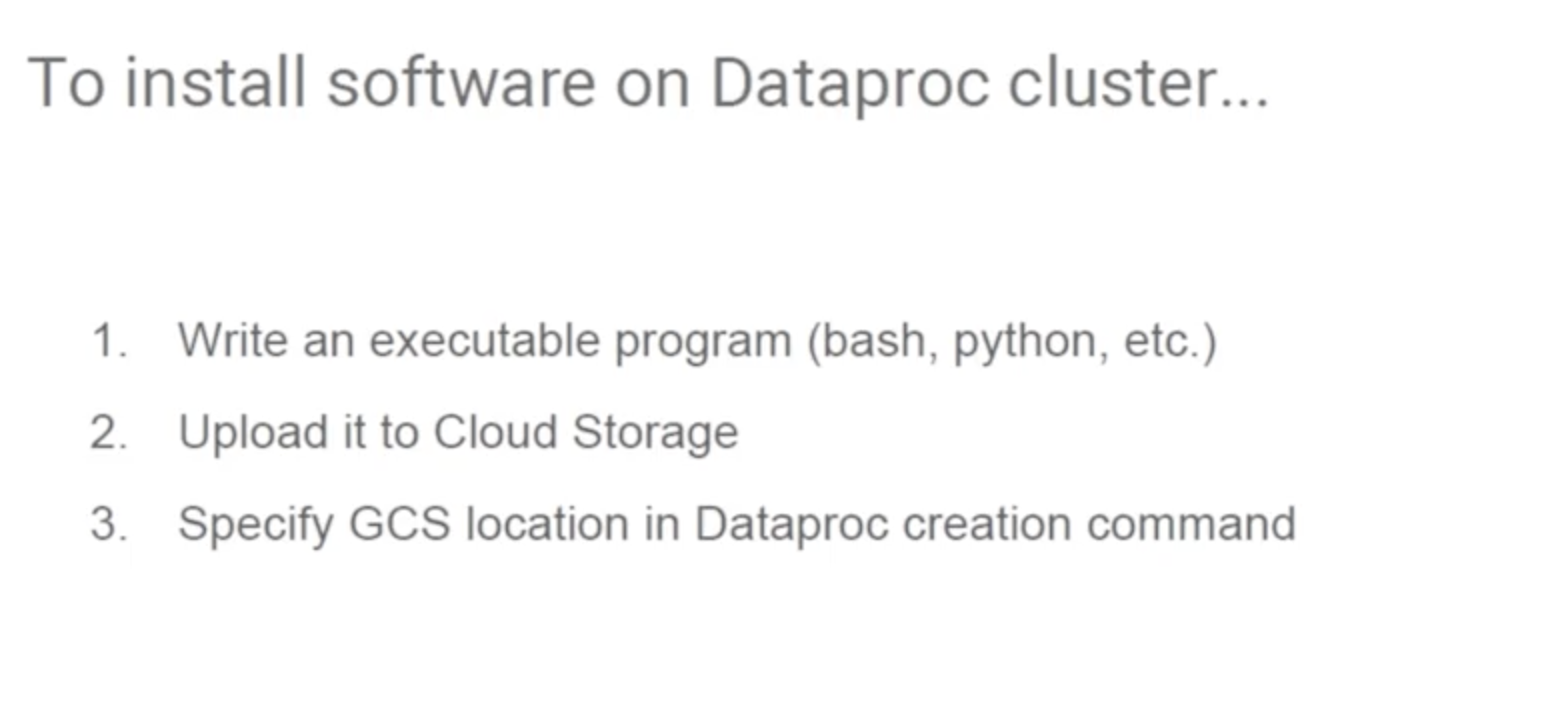 To install software on Dataproc cluster...
1. Write an executable program (bash, python, etc.)
2. Upload it to Cloud Storage
3. Specify GCS location in Dataproc creation command